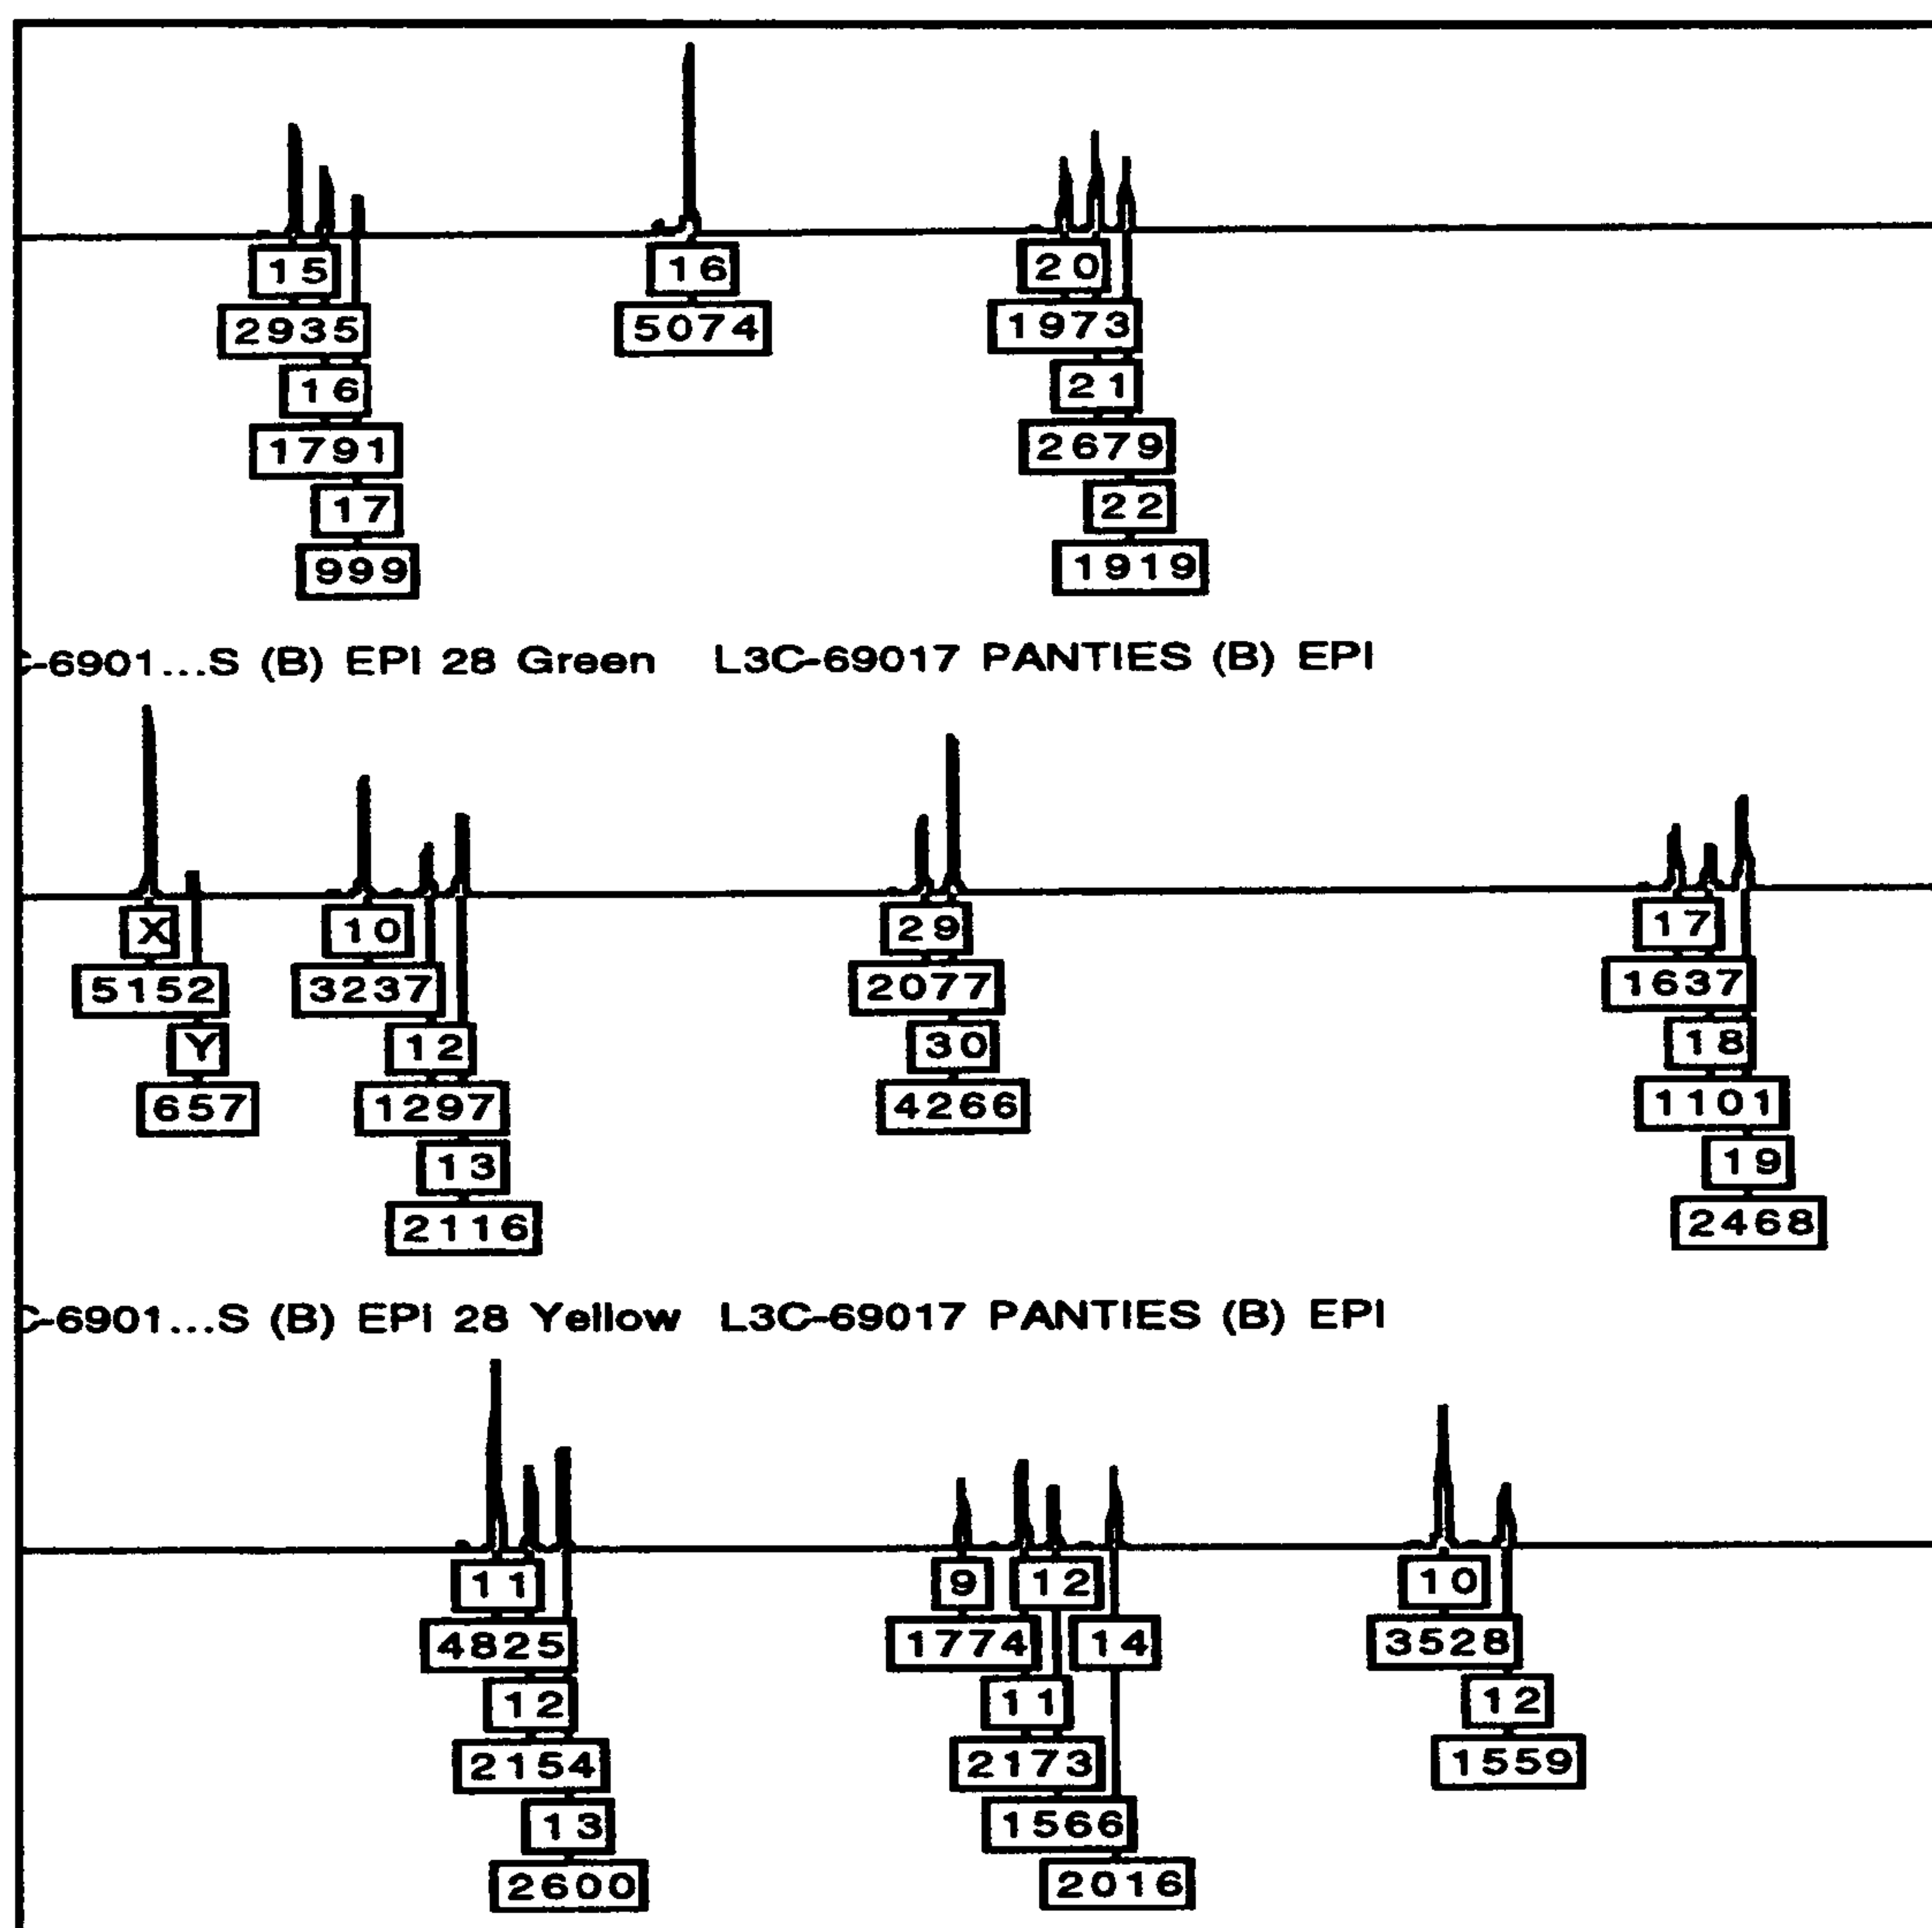 15 16 20
2935 5074 1973
16 21
1791 2679
17 22
999 1919
C-6901...S (B) EPI 28 Green L3C-69017 PANTIES (B) EPI
X 10 29 17
5152 3237 2077 1637
Y 12 30 18
657 1297 4266 1101
13 19
2116 2468
C-6901...S (B) EPI 28 Yellow L3C-69017 PANTIES (B) EPI
11 9 12 10
4825 1774 14 3528
12 11 12
2154 2173 1559
13 1566
2600 2016